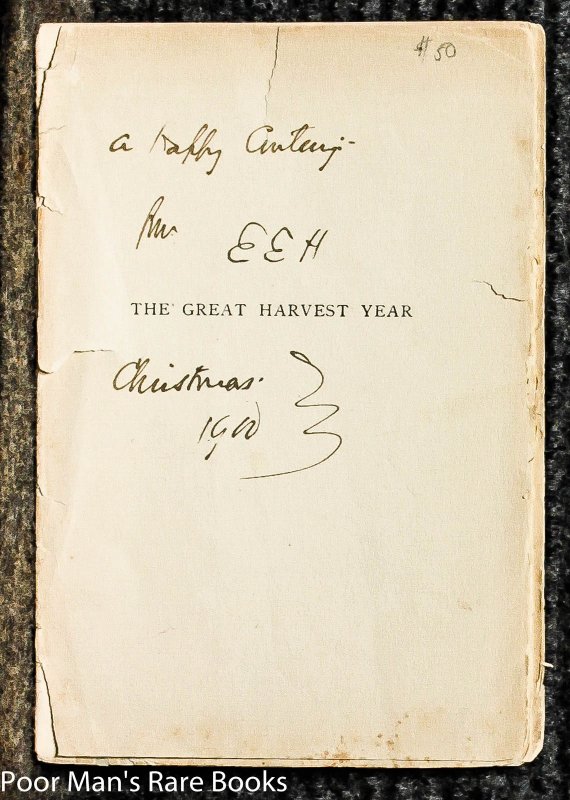 $50
A Happy Century -
from
E E H
THE GREAT HARVEST YEAR
Christmas.
1900
Poor Man's Rare Books